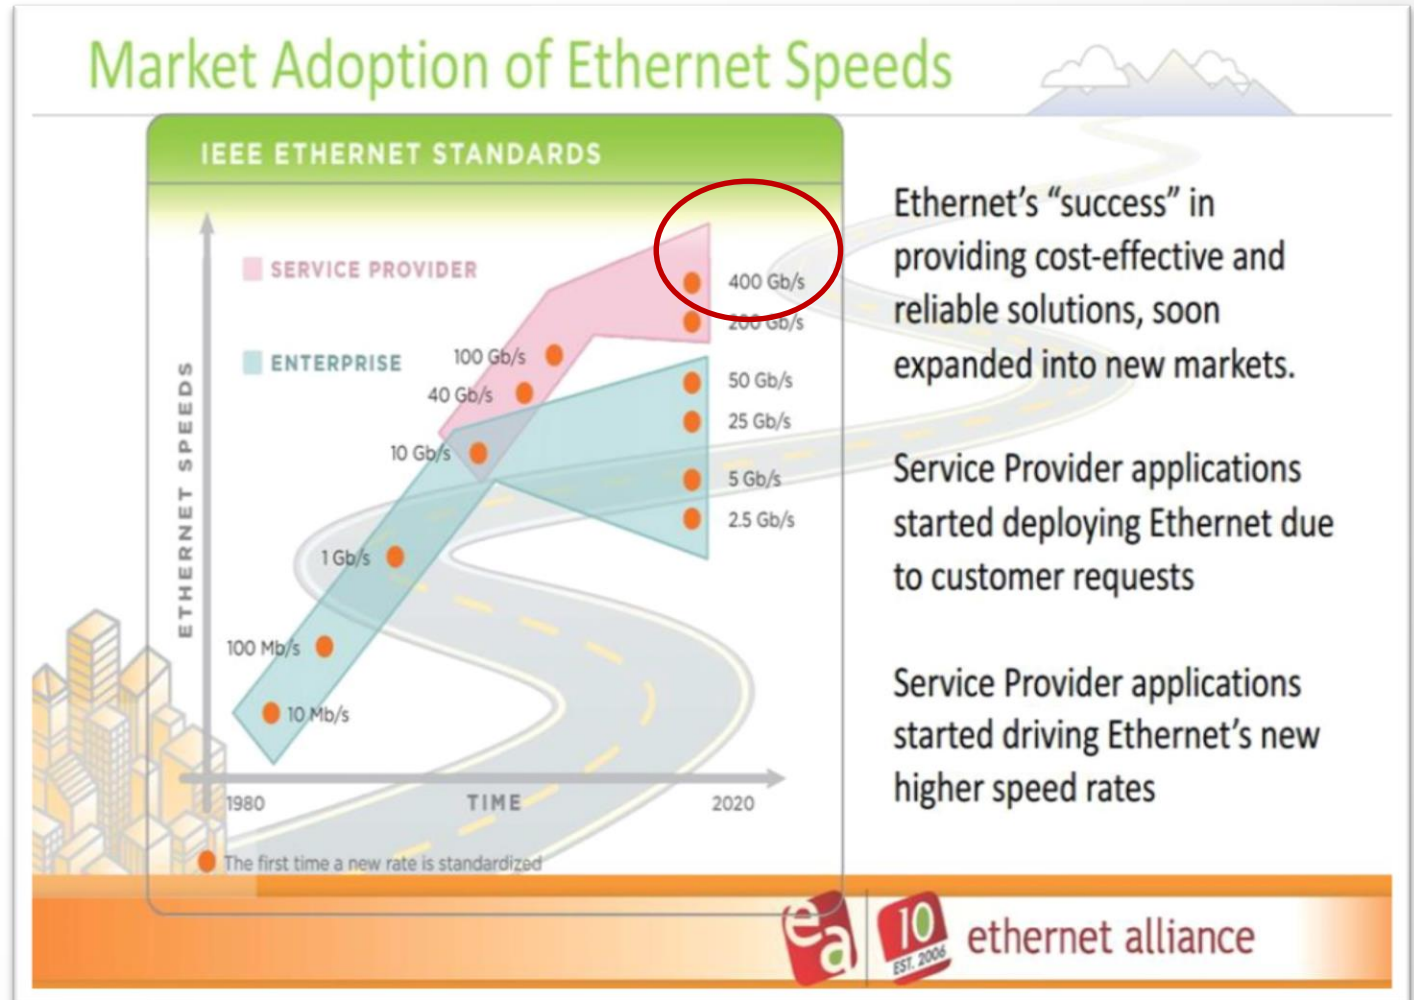 Market Adoption of Ethernet Speeds
IEEE ETHERNET STANDARDS
SERVICE PROVIDER
ENTERPRISE
ETHERNET SPEEDS
400 Gb/s
200 Gb/s
100 Gb/s
40 Gb/s
50 Gb/s
25 Gb/s
10 Gb/s
5 Gb/s
2.5 Gb/s
1 Gb/s
100 Mb/s
10 Mb/s
1980
TIME
2020
The first time a new rate is standardized
Ethernet’s “success” in
providing cost-effective and
reliable solutions, soon
expanded into new markets.
Service Provider applications
started deploying Ethernet due
to customer requests
Service Provider applications
started driving Ethernet’s new
higher speed rates
ea
10
EST. 2006
ethernet alliance